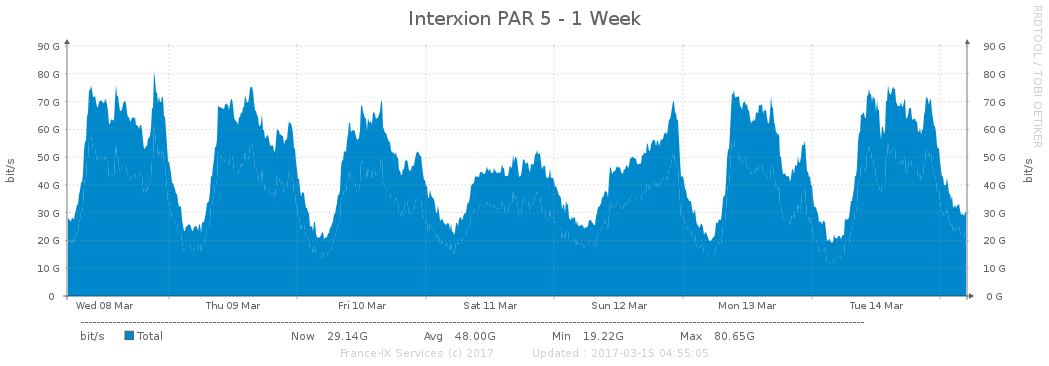 Interxion PAR 5 - 1 Week
RRDTOOL / TOBI OETIKER
90 G 90 G
80 G 80 G
70 G 70 G
60 G 60 G
50 G 50 G
40 G 40 G
30 G 30 G
20 G 20 G
10 G 10 G
0 0 G
bit/s bit/s
Wed 08 Mar Thu 09 Mar Fri 10 Mar Sat 11 Mar Sun 12 Mar Mon 13 Mar Tue 14 Mar
bit/s Total Now 29.14G Avg 48.00G Min 19.22G Max 80.65G
France-IX Services (c) 2017 Updated : 2017-03-15 04:55:05